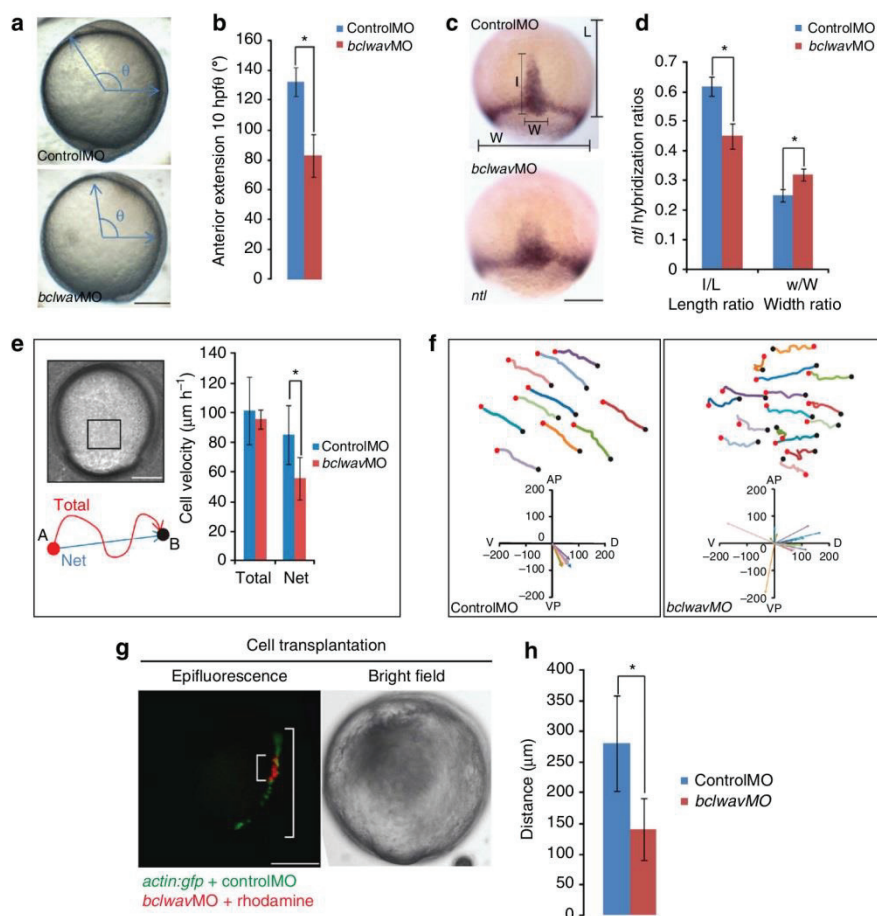 a
θ
ControlMO
θ
bclwavMO
b
ControlMO
bclwavMO
Anterior extension 10 hpfθ (°)
160
140
120
100
80
60
40
20
0
*
c
ControlMO
L
I
W
W
bclwavMO
ntl
d
ControlMO
bclwavMO
ntl hybridization ratios
0.7
0.6
0.5
0.4
0.3
0.2
0.1
0
*
*
I/L
w/W
Length ratio
Width ratio
e
Total
A
B
Net
Cell velocity (μm h⁻¹)
140
120
100
80
60
40
20
0
*
ControlMO
bclwavMO
Total
Net
f
AP
200
100
V
0
D
−200
−100
0
100
200
−100
−200
VP
ControlMO
AP
200
100
V
0
D
−200
−100
0
100
200
−100
−200
VP
bclwavMO
g
Cell transplantation
Epifluorescence
Bright field
actin:gfp + controlMO
bclwavMO + rhodamine
h
Distance (μm)
400
350
300
250
200
150
100
50
0
*
ControlMO
bclwavMO